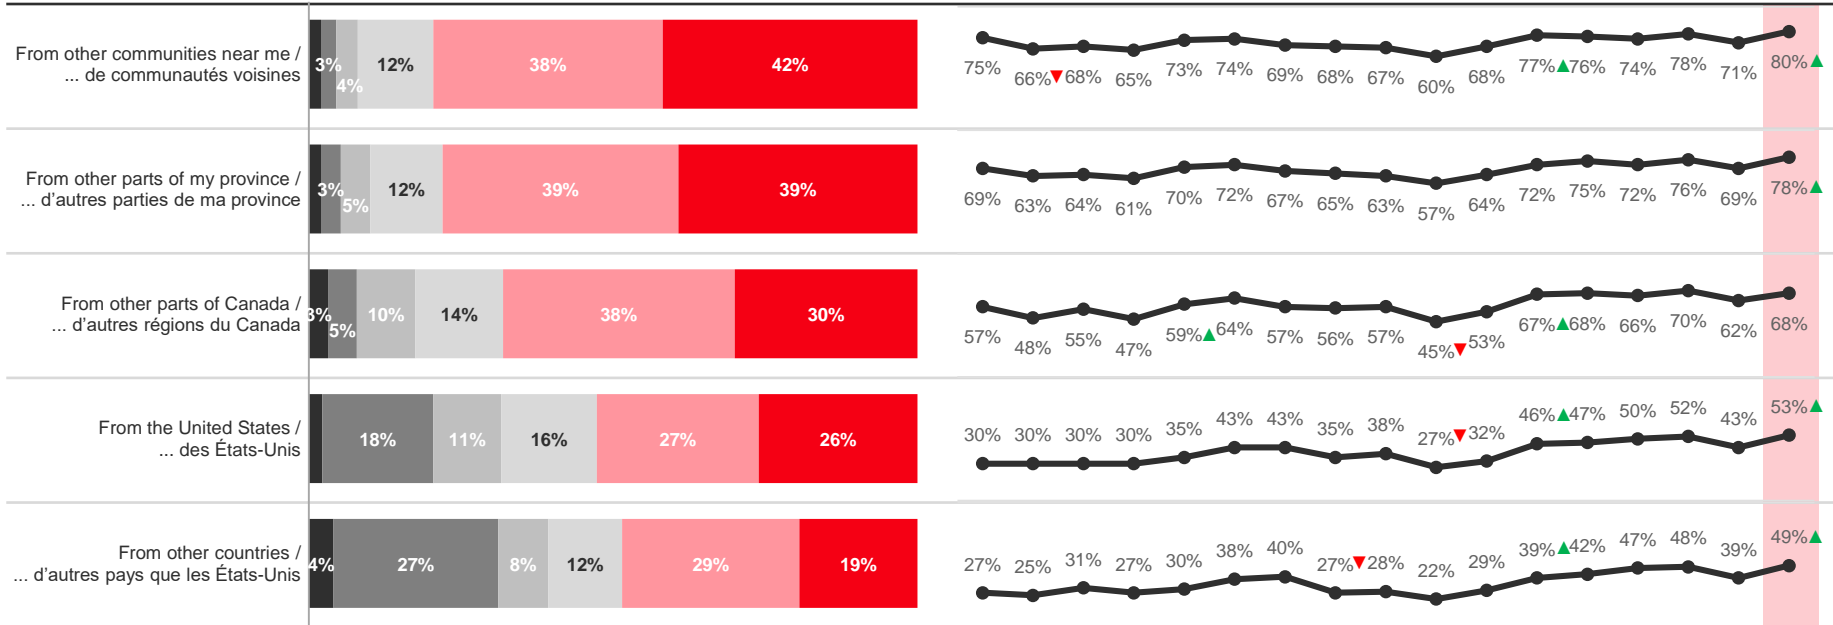 From other communities near me /
... de communautés voisines
3%
4%
12%
38%
42%
75% 66%▼68% 65% 73% 74% 69% 68% 67% 60% 68% 77%▲76% 74% 78% 71% 80%▲
From other parts of my province /
... d'autres parties de ma province
3%
5%
12%
39%
39%
69% 63% 64% 61% 70% 72% 67% 65% 63% 57% 64% 72% 75% 72% 76% 69% 78%▲
From other parts of Canada /
... d'autres régions du Canada
3%
5%
10%
14%
38%
30%
57% 48% 55% 47% 59%▲64% 57% 56% 57% 45%▼53% 67%▲68% 66% 70% 62% 68%
From the United States /
... des États-Unis
18%
11%
16%
27%
26%
30% 30% 30% 30% 35% 43% 43% 35% 38% 27%▼32% 46%▲47% 50% 52% 43% 53%▲
From other countries /
... d'autres pays que les États-Unis
4%
27%
8%
12%
29%
19%
27% 25% 31% 27% 30% 38% 40% 27%▼28% 22% 29% 39%▲42% 47% 48% 39% 49%▲